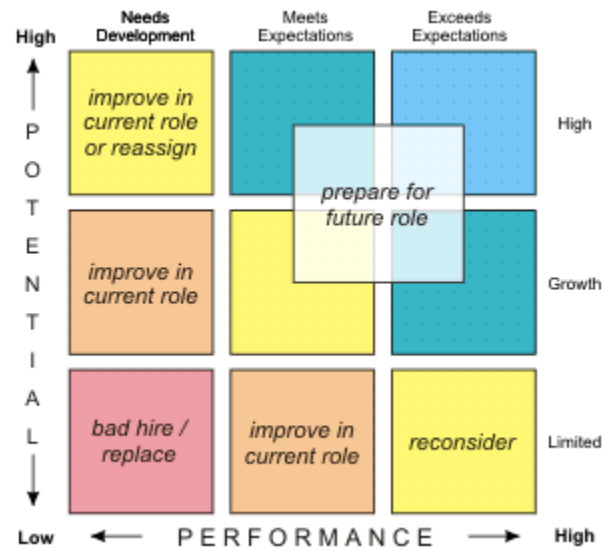 High
Needs
Development
Meets
Expectations
Exceeds
Expectations
improve in
current role
or reassign
High
prepare for
future role
POTENTIAL
improve in
current role
Growth
bad hire /
replace
improve in
current role
reconsider
Limited
Low
PERFORMANCE
High